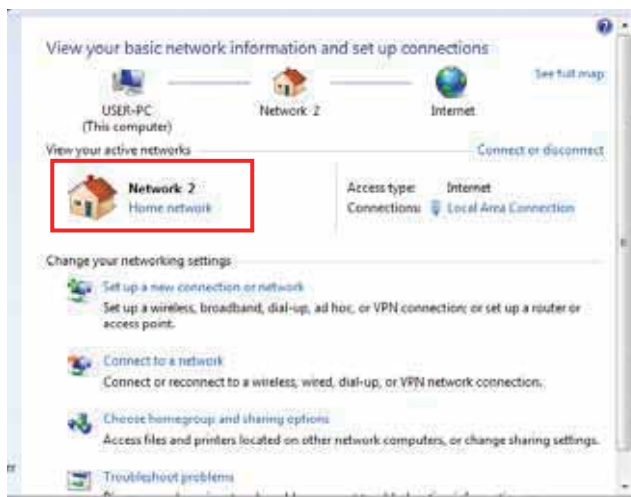 View your basic network information and set up connections
See full map
USER-PC
(This computer)
Network 2
Internet
View your active networks
Connect or disconnect
Network 2
Home network
Access type: Internet
Connections: Local Area Connection
Change your networking settings
Set up a new connection or network
Set up a wireless, broadband, dial-up, ad hoc, or VPN connection; or set up a router or
access point.
Connect to a network
Connect or reconnect to a wireless, wired, dial-up, or VPN network connection.
Choose homegroup and sharing options
Access files and printers located on other network computers, or change sharing settings.
Troubleshoot problems